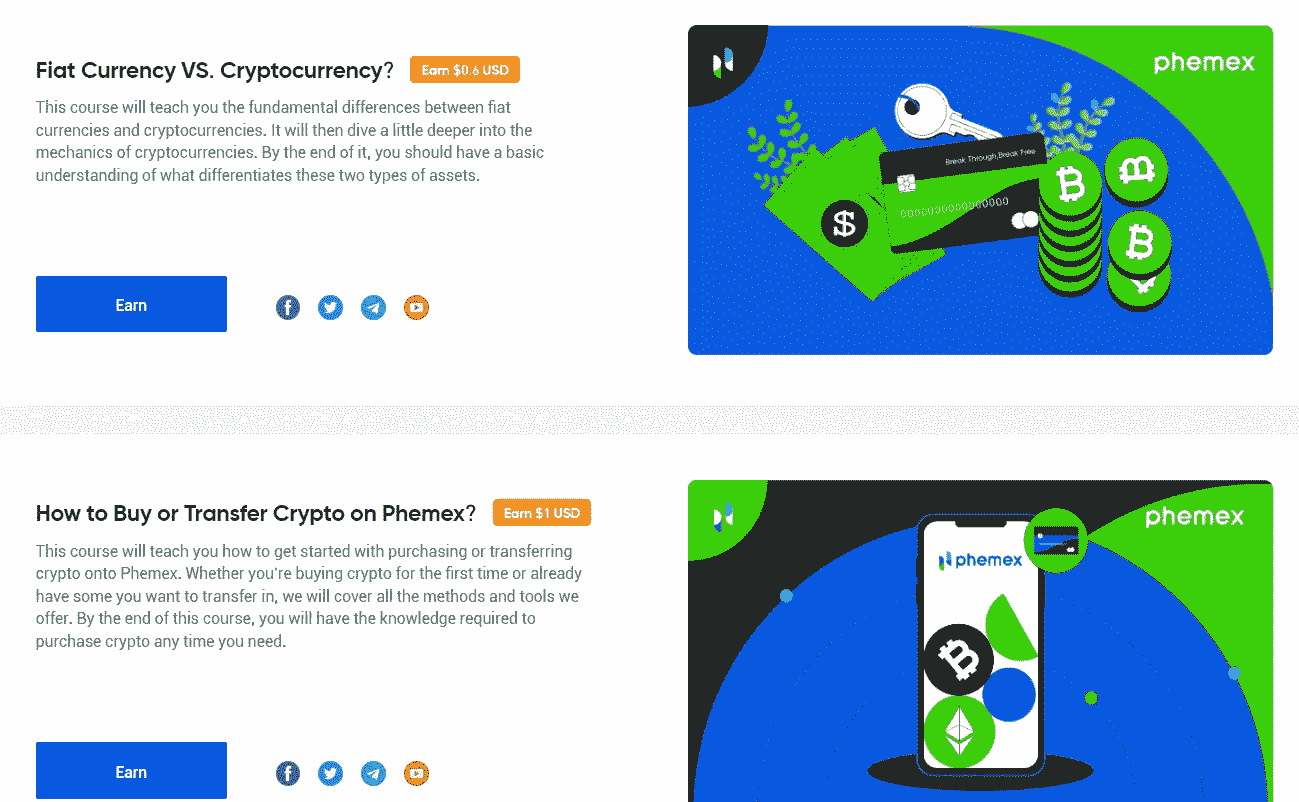 Fiat Currency VS. Cryptocurrency?
Earn $0.6 USD
This course will teach you the fundamental differences between fiat
currencies and cryptocurrencies. It will then dive a little deeper into the
mechanics of cryptocurrencies. By the end of it, you should have a basic
understanding of what differentiates these two types of assets.
Earn
phemex
Break Through,Break Free
0000000000000000
How to Buy or Transfer Crypto on Phemex?
Earn $1 USD
This course will teach you how to get started with purchasing or transferring
crypto onto Phemex. Whether you're buying crypto for the first time or already
have some you want to transfer in, we will cover all the methods and tools we
offer. By the end of this course, you will have the knowledge required to
purchase crypto any time you need.
Earn
phemex
phemex